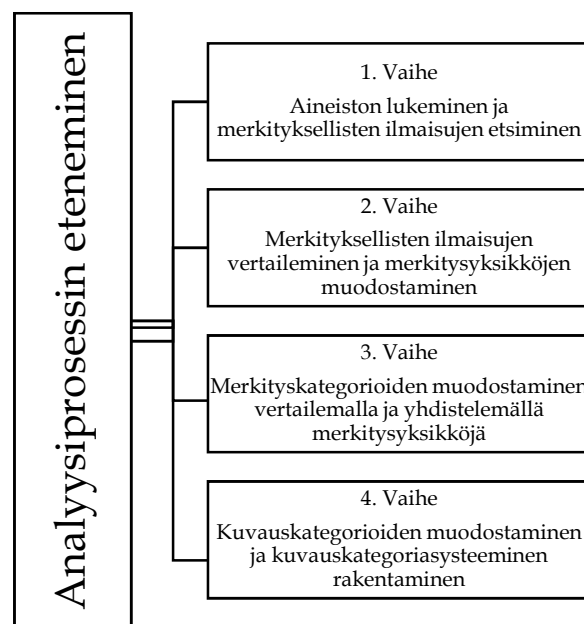 Analyysiprosessin eteneminen
1. Vaihe
Aineiston lukeminen ja
merkityksellisten ilmaisujen etsiminen
2. Vaihe
Merkityksellisten ilmaisujen
vertaileminen ja merkitysyksikköjen
muodostaminen
3. Vaihe
Merkityskategorioiden muodostaminen
vertailemalla ja yhdistelemällä
merkitysyksikköjä
4. Vaihe
Kuvauskategorioiden muodostaminen
ja kuvauskategoriasysteeminen
rakentaminen